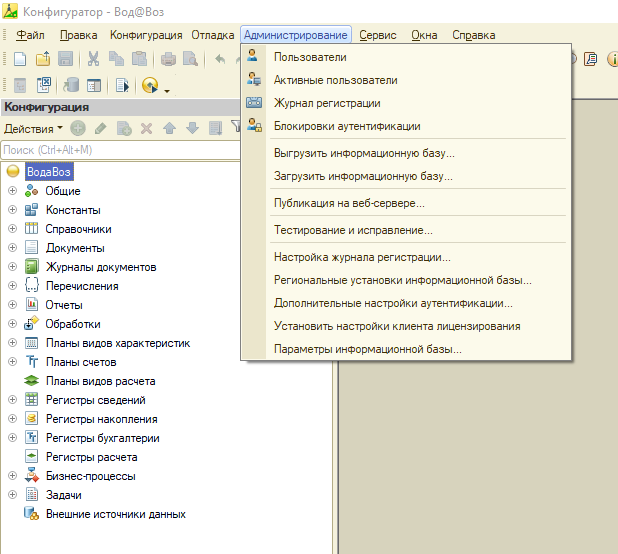 Конфигуратор - Вод@Воз
Файл Правка Конфигурация Отладка Администрирование Сервис Окна Справка
Пользователи
Активные пользователи
Журнал регистрации
Блокировки аутентификации
Выгрузить информационную базу...
Загрузить информационную базу...
Публикация на веб-сервере...
Тестирование и исправление...
Настройка журнала регистрации...
Региональные установки информационной базы...
Дополнительные настройки аутентификации...
Установить настройки клиента лицензирования
Параметры информационной базы...
Конфигурация
Действия
Поиск (Ctrl+Alt+M)
ВодаВоз
Общие
Константы
Справочники
Документы
Журналы документов
Перечисления
Отчеты
Обработки
Планы видов характеристик
Планы счетов
Планы видов расчета
Регистры сведений
Регистры накопления
Регистры бухгалтерии
Регистры расчета
Бизнес-процессы
Задачи
Внешние источники данных